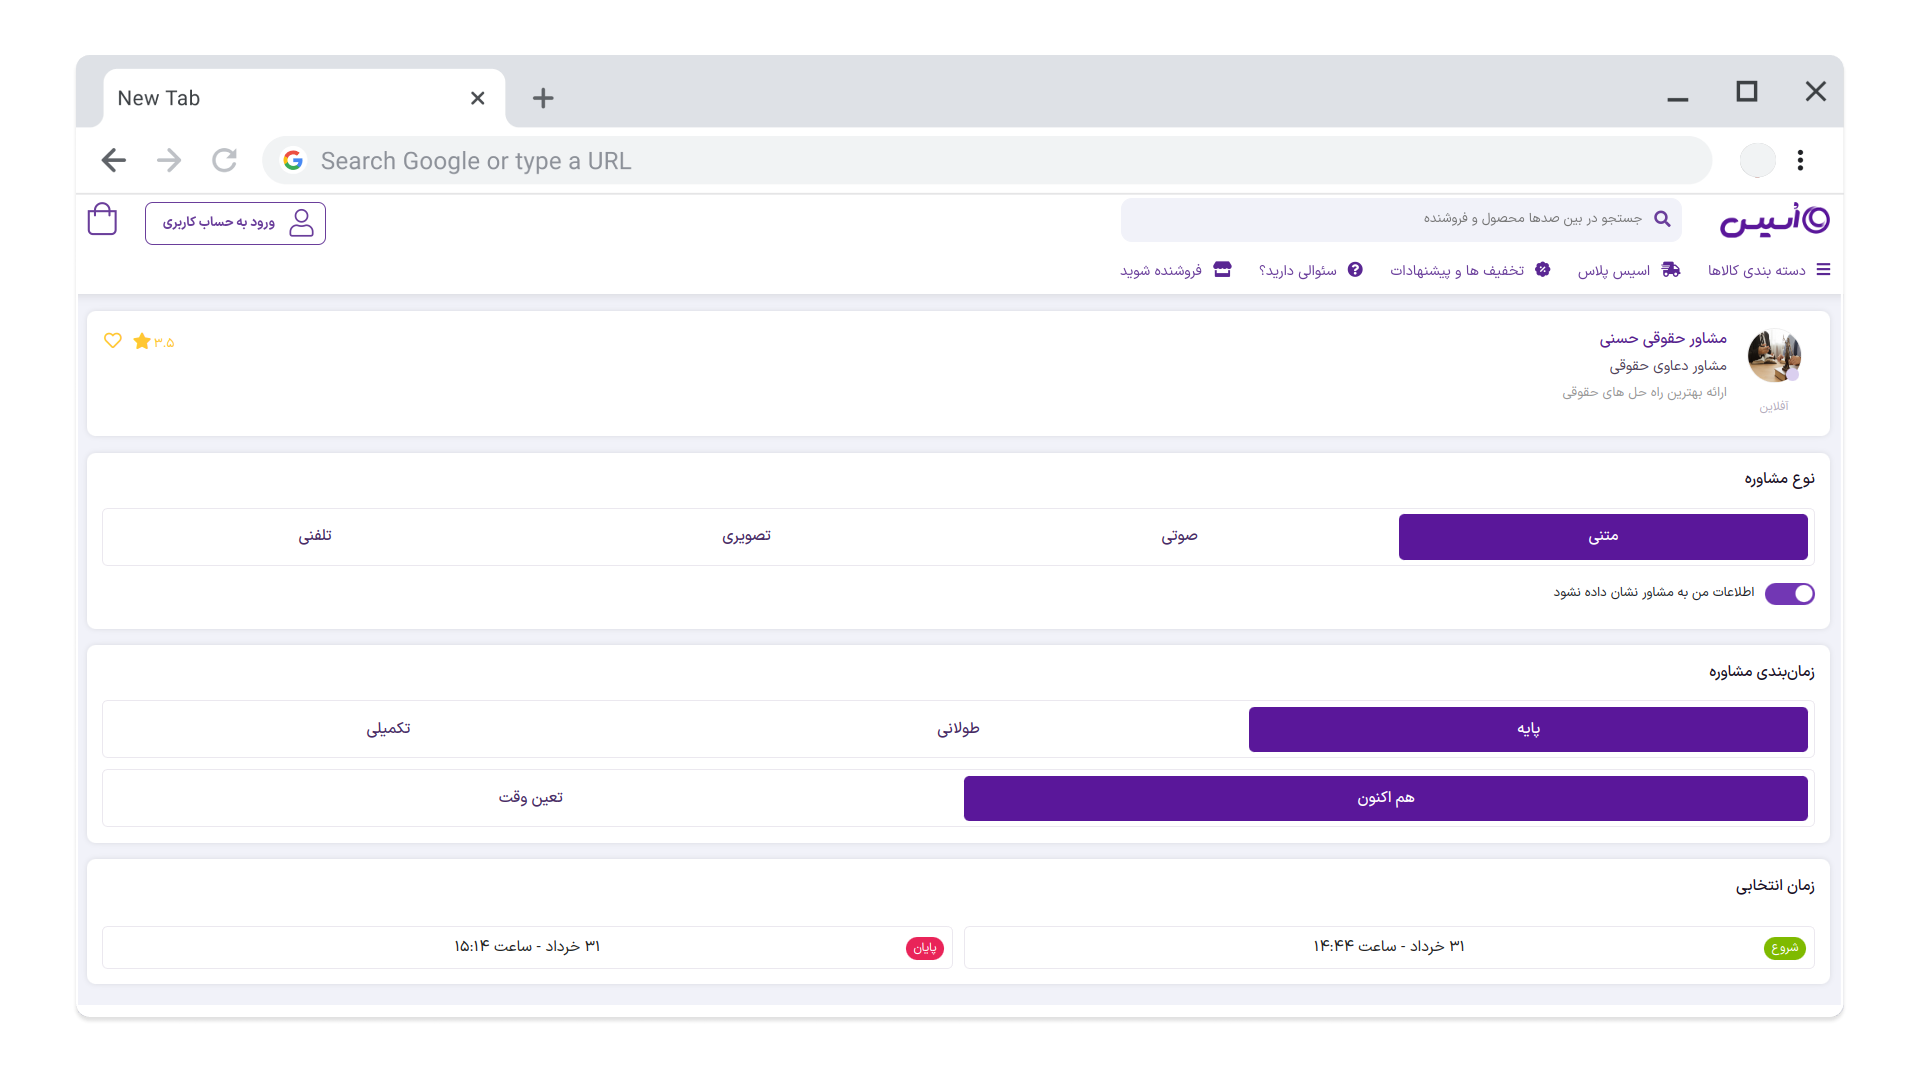 New Tab
Search Google or type a URL
اُسیس
جستجو در بین صدها محصول و فروشنده
ورود به حساب کاربری
دسته بندی کالاها
اسیس پلاس
تخفیف ها و پیشنهادات
سئوالی دارید؟
فروشنده شوید
مشاور حقوقی حسنی
مشاور دعاوی حقوقی
ارائه بهترین راه حل های حقوقی
آفلاین
۳.۵
نوع مشاوره
متنی
صوتی
تصویری
تلفنی
اطلاعات من به مشاور نشان داده نشود
زمان‌بندی مشاوره
پایه
طولانی
تکمیلی
هم اکنون
تعین وقت
زمان انتخابی
شروع
۳۱ خرداد - ساعت ۱۴:۴۴
پایان
۳۱ خرداد - ساعت ۱۵:۱۴